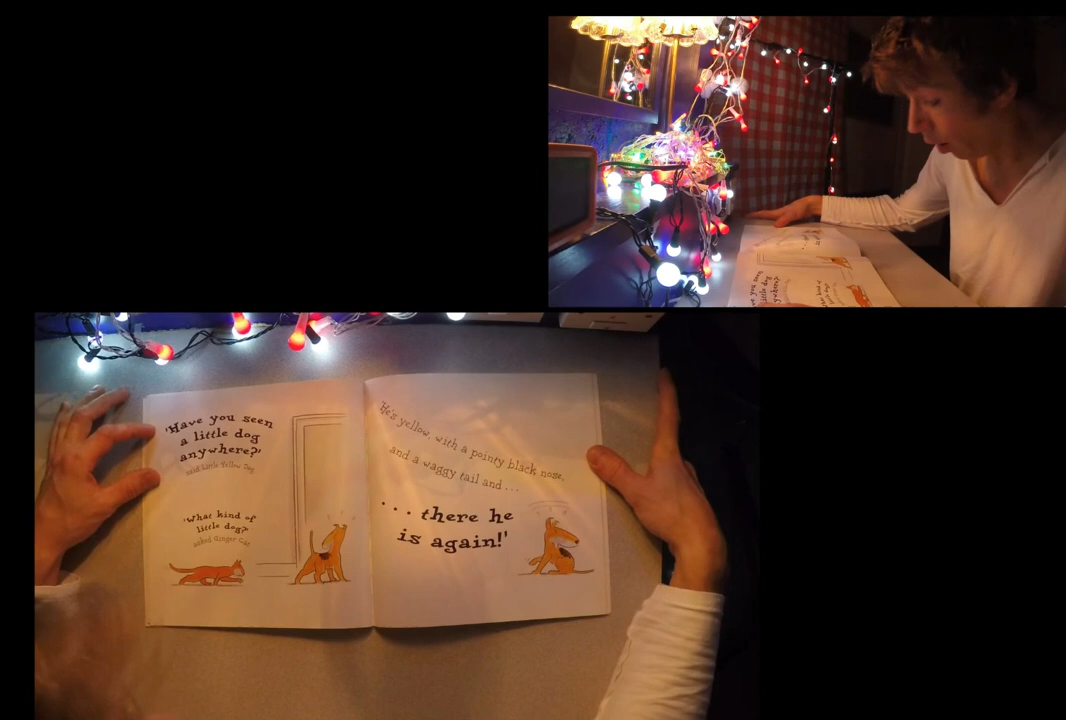 'Have you seen
a little dog
anywhere?'
said Little Yellow Dog.
'What kind of
little dog?'
asked Ginger Cat.
'He's yellow, with a pointy black nose,
and a waggy tail and . . .
. . . there he
is again!'